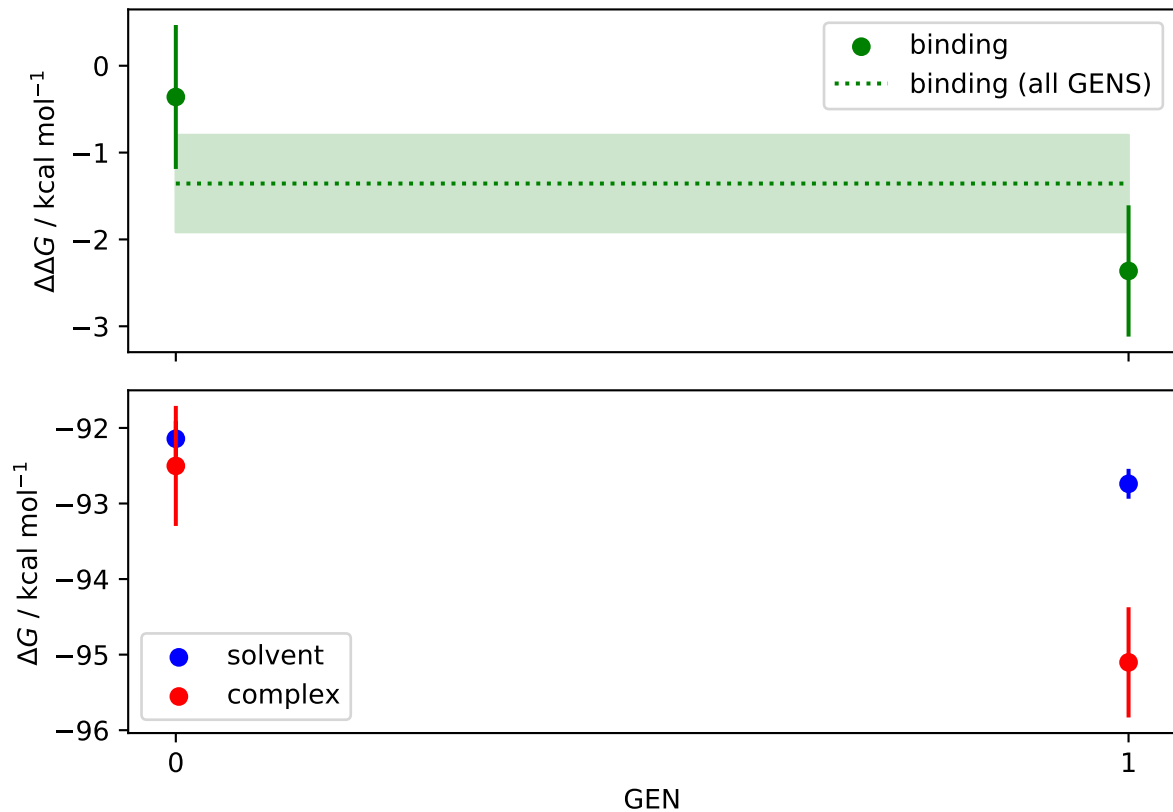 0
−1
−2
−3
ΔΔG / kcal mol⁻¹
binding
binding (all GENS)
−92
−93
−94
−95
−96
ΔG / kcal mol⁻¹
solvent
complex
0
1
GEN